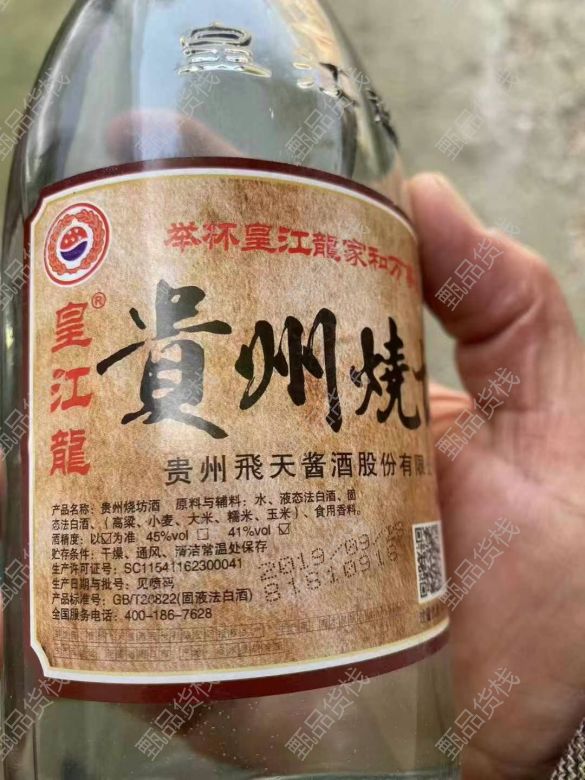 皇江
举杯皇江龍家和万
皇江龍®
貴州燒
贵州飛天酱酒股份有限
产品名称：贵州烧坊酒 原料与辅料：水、液态法白酒、固
态法白酒、（高粱、小麦、大米、糯米、玉米）、食用香料。
酒精度：以☑为准 45%vol ☐ 41%vol ☑
贮存条件：干燥、通风、清洁常温处保存
生产许可证号：SC11541162300041
生产日期与批号：见喷码
产品标准号：GB/T20822(固液法白酒)
全国服务电话：400-186-7628
2019/09/
甄品货栈